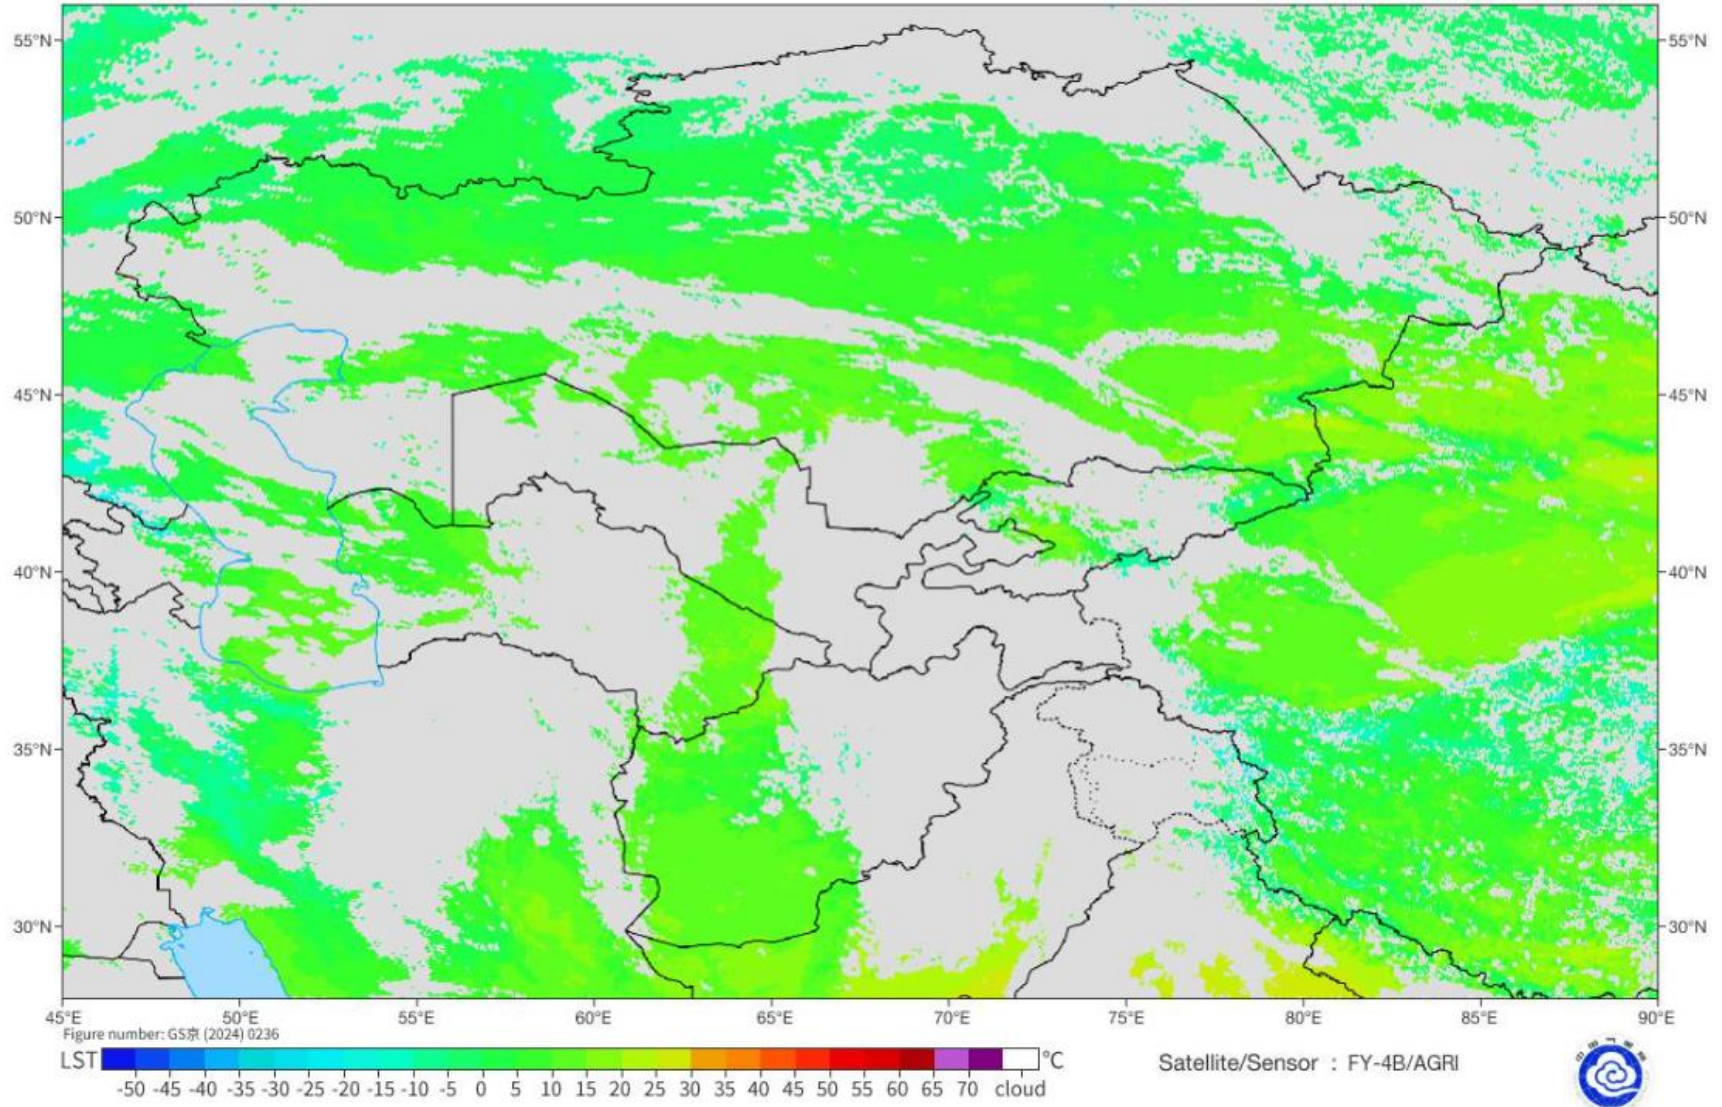 55°N
55°N
50°N
50°N
45°N
45°N
40°N
40°N
35°N
35°N
30°N
30°N
45°E 50°E 55°E 60°E 65°E 70°E 75°E 80°E 85°E 90°E
Figure number: GS京 (2024) 0236
LST
°C
-50 -45 -40 -35 -30 -25 -20 -15 -10 -5 0 5 10 15 20 25 30 35 40 45 50 55 60 65 70 cloud
Satellite/Sensor : FY-4B/AGRI